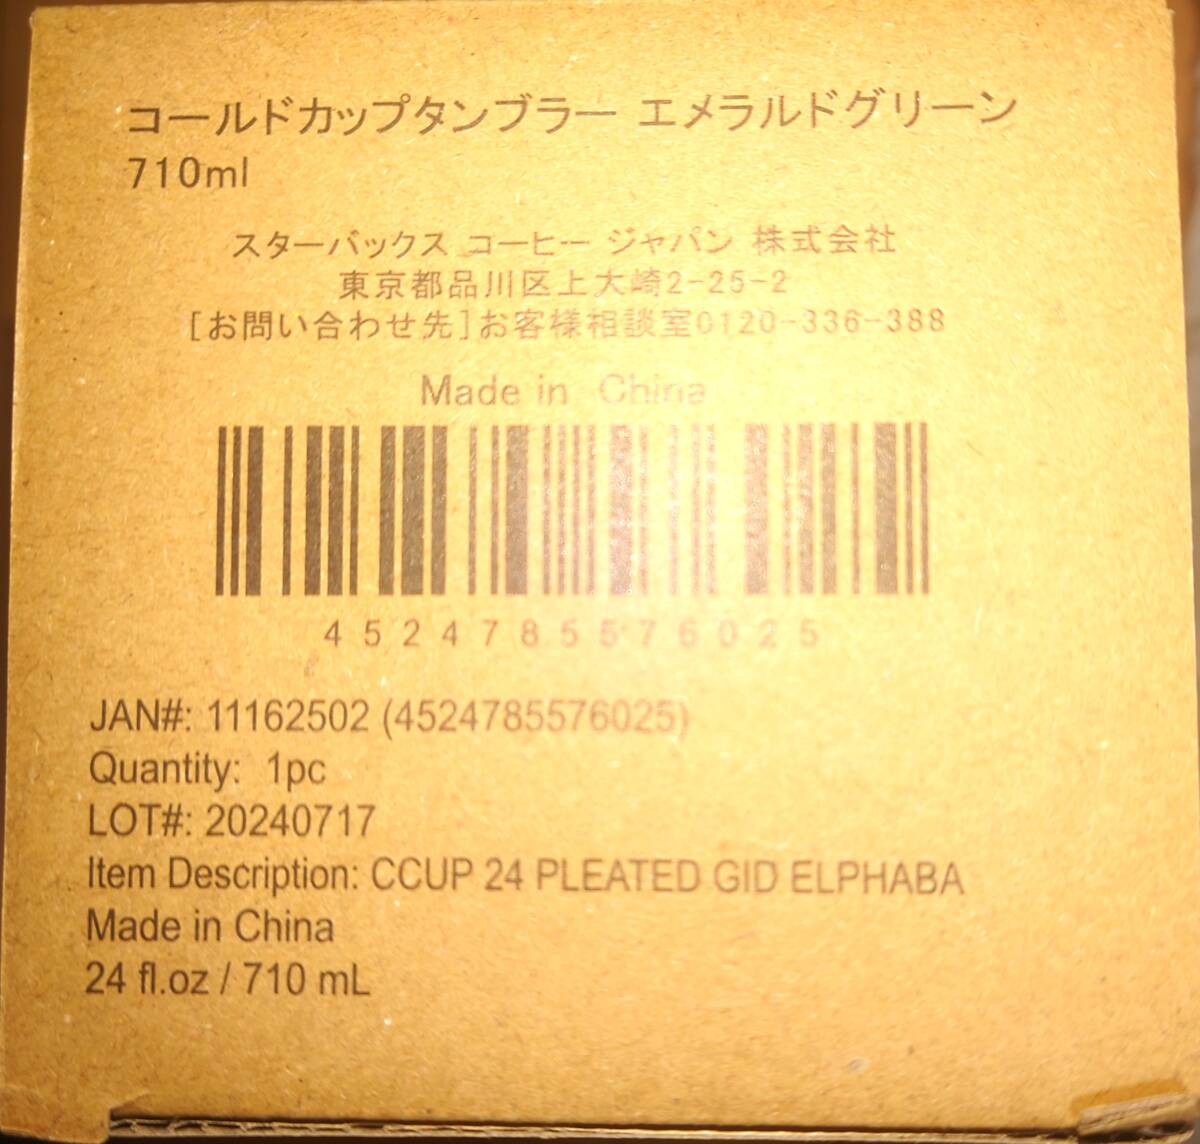 コールドカップタンブラー エメラルドグリーン
710ml
スターバックス コーヒー ジャパン 株式会社
東京都品川区上大崎2-25-2
[お問い合わせ先]お客様相談室0120-336-388
Made in China
4524785576025
JAN#: 11162502 (4524785576025)
Quantity: 1pc
LOT#: 20240717
Item Description: CCUP 24 PLEATED GID ELPHABA
Made in China
24 fl.oz / 710 mL